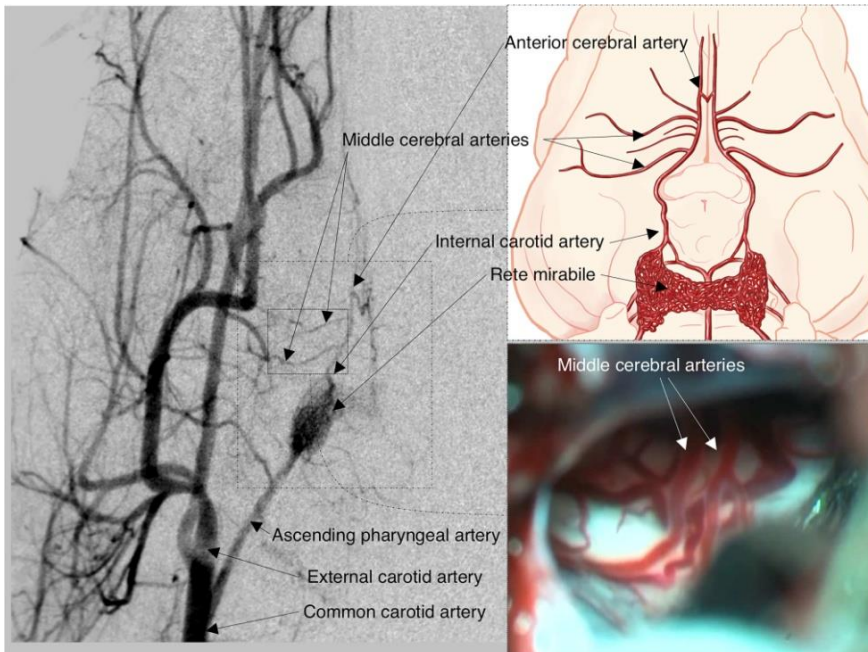 Anterior cerebral artery
Middle cerebral arteries
Internal carotid artery
Rete mirabile
Middle cerebral arteries
Ascending pharyngeal artery
External carotid artery
Common carotid artery